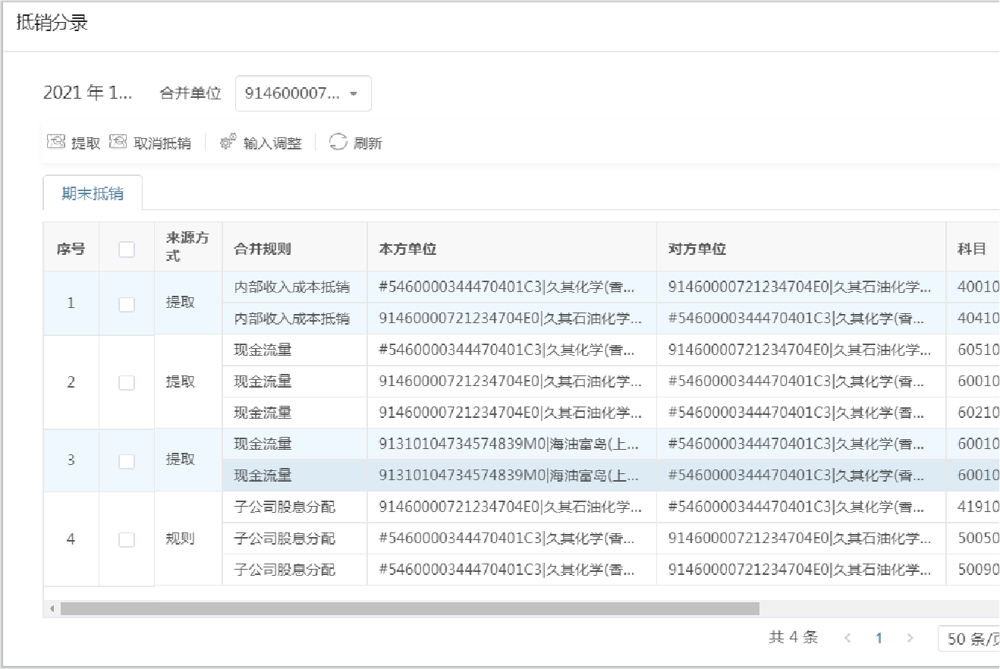 抵销分录
2021 年 1... 合并单位 914600007...
提取 取消抵销 输入调整 刷新
期末抵销
序号 来源方式 合并规则 本方单位 对方单位 科目
1 提取 内部收入成本抵销 #5460000344470401C3|久其化学(香... 91460000721234704E0|久其石油化学... 40010
内部收入成本抵销 91460000721234704E0|久其石油化学... #5460000344470401C3|久其化学(香... 40410
2 提取 现金流量 #5460000344470401C3|久其化学(香... 91460000721234704E0|久其石油化学... 60510
现金流量 91460000721234704E0|久其石油化学... #5460000344470401C3|久其化学(香... 60010
现金流量 91460000721234704E0|久其石油化学... #5460000344470401C3|久其化学(香... 60210
3 提取 现金流量 91310104734574839M0|海油富岛(上... #5460000344470401C3|久其化学(香... 60010
现金流量 91310104734574839M0|海油富岛(上... #5460000344470401C3|久其化学(香... 60010
4 规则 子公司股息分配 91460000721234704E0|久其石油化学... #5460000344470401C3|久其化学(香... 41910
子公司股息分配 #5460000344470401C3|久其化学(香... 91460000721234704E0|久其石油化学... 50050
子公司股息分配 #5460000344470401C3|久其化学(香... 91460000721234704E0|久其石油化学... 50090
共 4 条 < 1 > 50 条/页